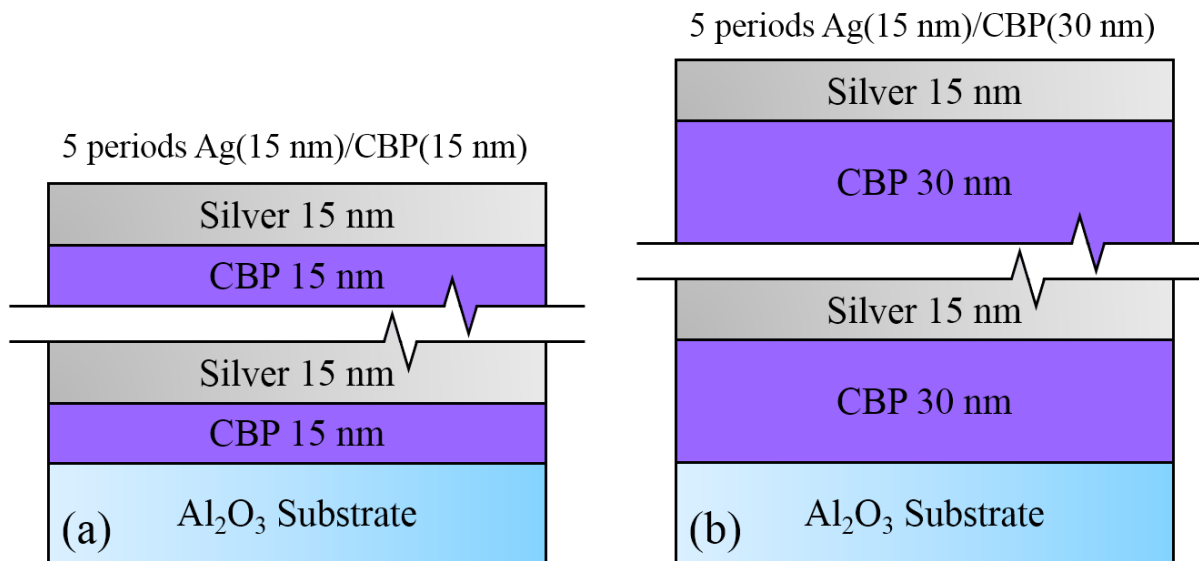 5 periods Ag(15 nm)/CBP(15 nm)
Silver 15 nm
CBP 15 nm
Silver 15 nm
CBP 15 nm
Al₂O₃ Substrate
(a)
5 periods Ag(15 nm)/CBP(30 nm)
Silver 15 nm
CBP 30 nm
Silver 15 nm
CBP 30 nm
Al₂O₃ Substrate
(b)